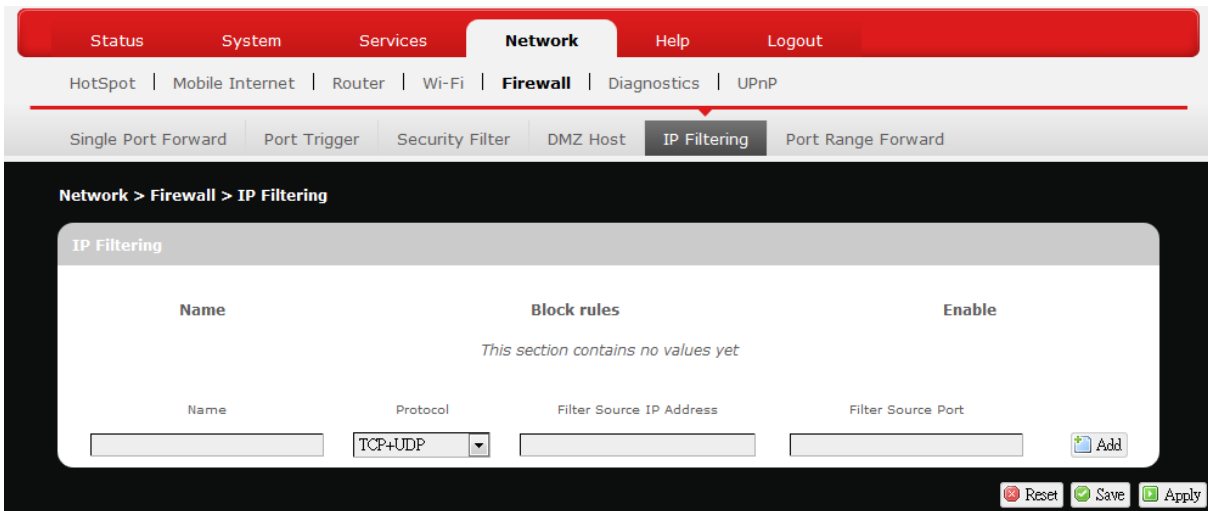 Status System Services Network Help Logout
HotSpot Mobile Internet Router Wi-Fi Firewall Diagnostics UPnP
Single Port Forward Port Trigger Security Filter DMZ Host IP Filtering Port Range Forward
Network > Firewall > IP Filtering
IP Filtering
Name Block rules Enable
This section contains no values yet
Name Protocol Filter Source IP Address Filter Source Port
TCP+UDP Add
Reset Save Apply